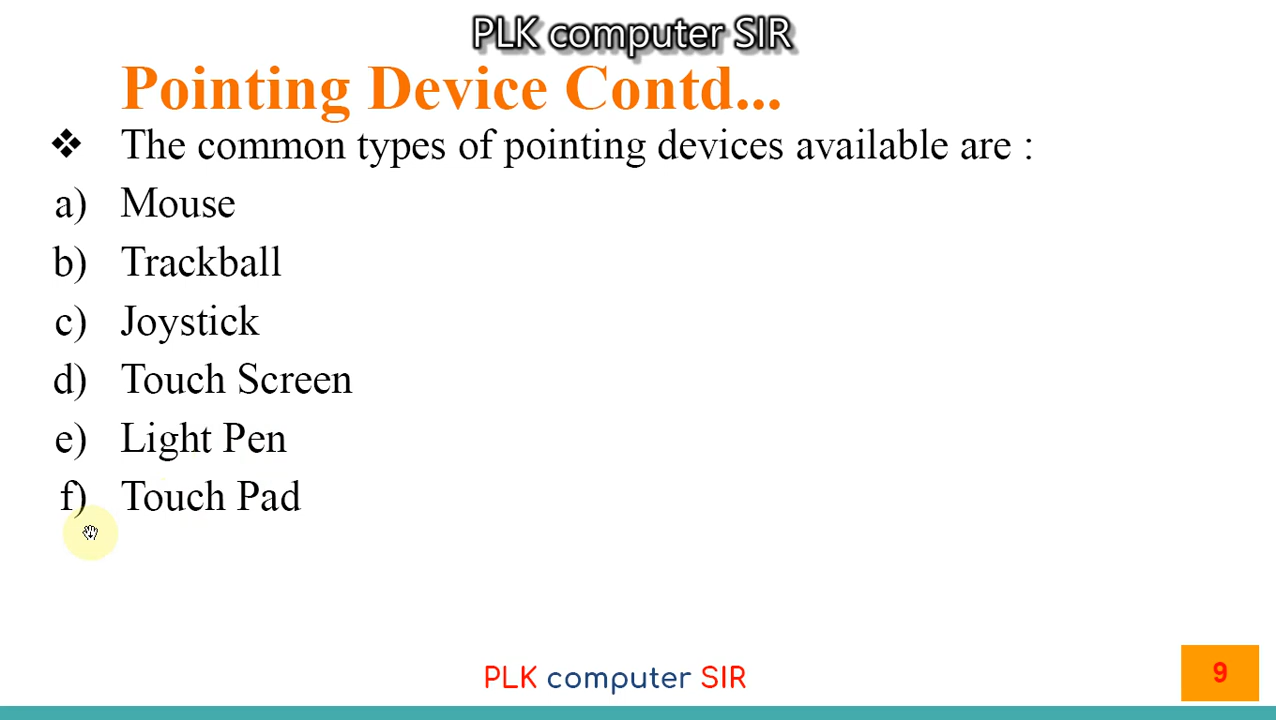 PLK computer SIR
Pointing Device Contd...
❖ The common types of pointing devices available are :
a) Mouse
b) Trackball
c) Joystick
d) Touch Screen
e) Light Pen
f) Touch Pad
PLK computer SIR
9